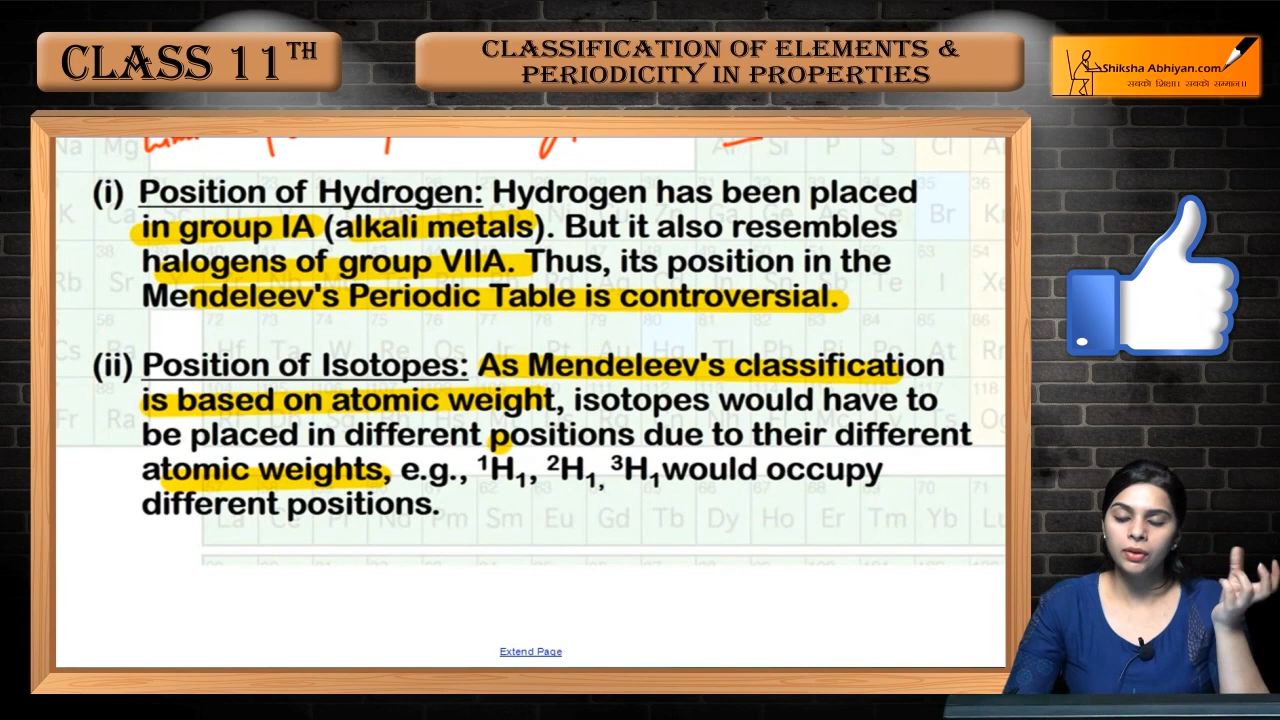 CLASS 11TH
CLASSIFICATION OF ELEMENTS &
PERIODICITY IN PROPERTIES
Shiksha Abhiyan.com
सबको शिक्षा।। सबको सम्मान।।
(i) Position of Hydrogen: Hydrogen has been placed
in group IA (alkali metals). But it also resembles
halogens of group VIIA. Thus, its position in the
Mendeleev's Periodic Table is controversial.
(ii) Position of Isotopes: As Mendeleev's classification
is based on atomic weight, isotopes would have to
be placed in different positions due to their different
atomic weights, e.g., ¹H₁, ²H₁, ³H₁ would occupy
different positions.
Extend Page